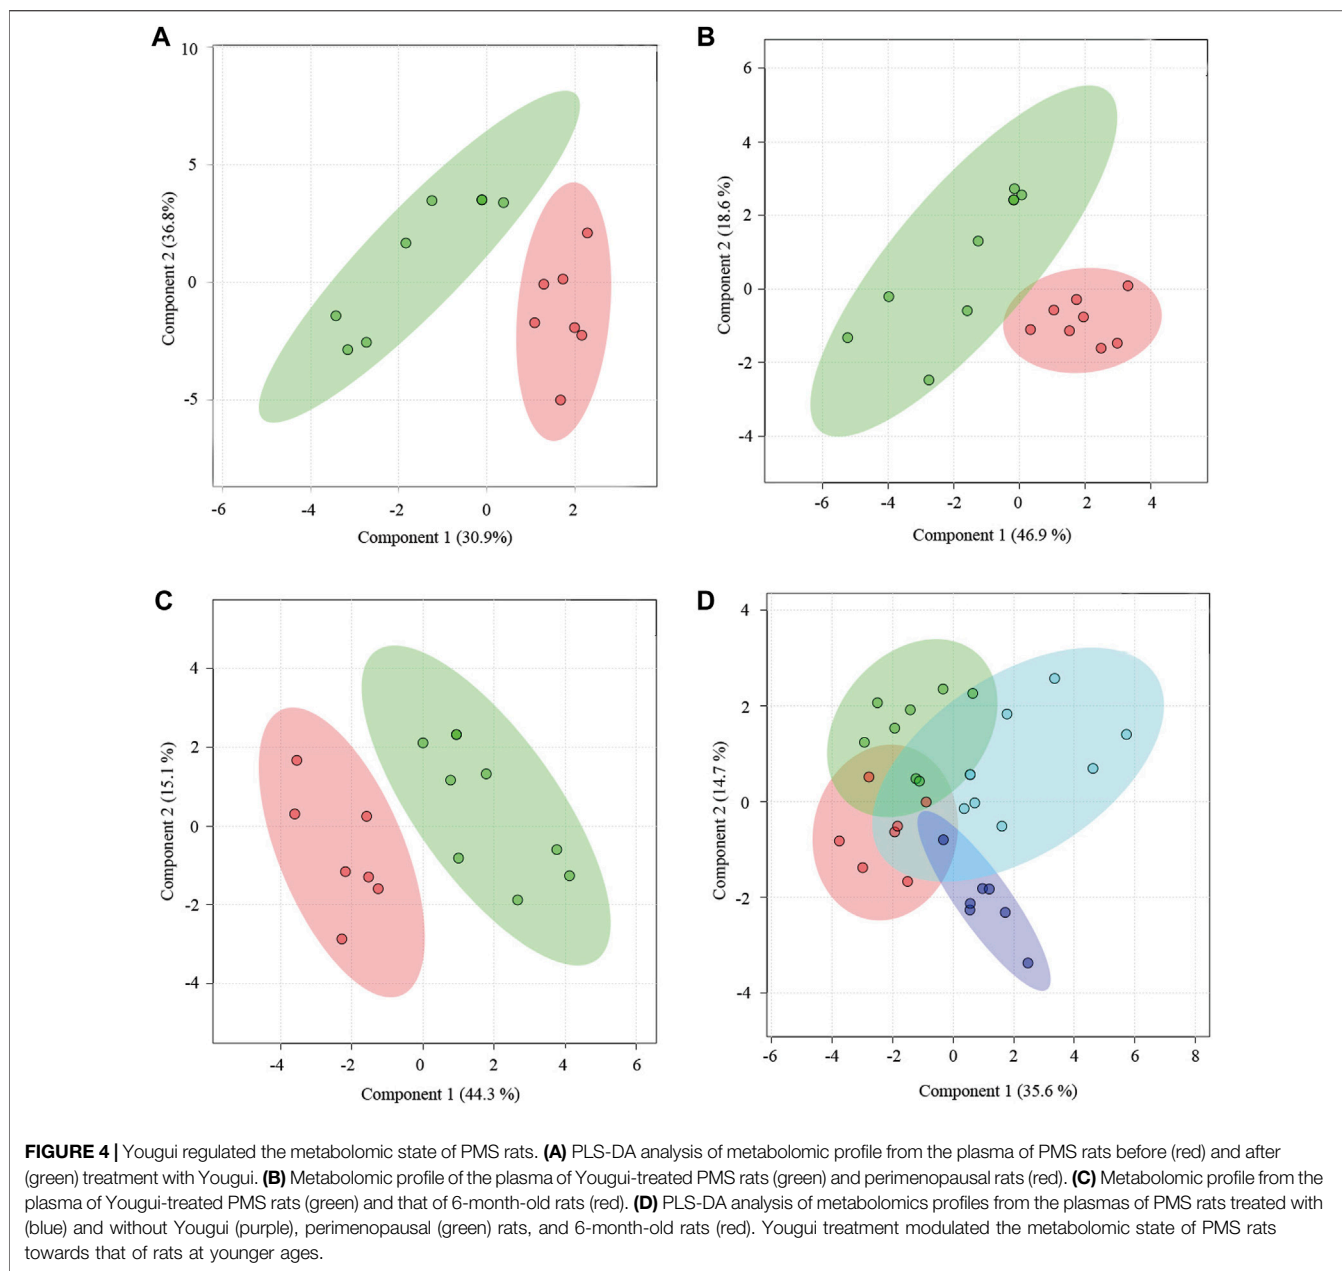 A
10
5
0
-5
Component 2 (36.8%)
-6
-4
-2
0
2
Component 1 (30.9%)
B
6
4
2
0
-2
-4
Component 2 (18.6 %)
-6
-4
-2
0
2
4
Component 1 (46.9 %)
C
4
2
0
-2
-4
Component 2 (15.1 %)
-4
-2
0
2
4
6
Component 1 (44.3 %)
D
4
2
0
-2
-4
Component 2 (14.7 %)
-6
-4
-2
0
2
4
6
8
Component 1 (35.6 %)
FIGURE 4 | Yougui regulated the metabolomic state of PMS rats. (A) PLS-DA analysis of metabolomic profile from the plasma of PMS rats before (red) and after
(green) treatment with Yougui. (B) Metabolomic profile of the plasma of Yougui-treated PMS rats (green) and perimenopausal rats (red). (C) Metabolomic profile from the
plasma of Yougui-treated PMS rats (green) and that of 6-month-old rats (red). (D) PLS-DA analysis of metabolomics profiles from the plasmas of PMS rats treated with
(blue) and without Yougui (purple), perimenopausal (green) rats, and 6-month-old rats (red). Yougui treatment modulated the metabolomic state of PMS rats
towards that of rats at younger ages.